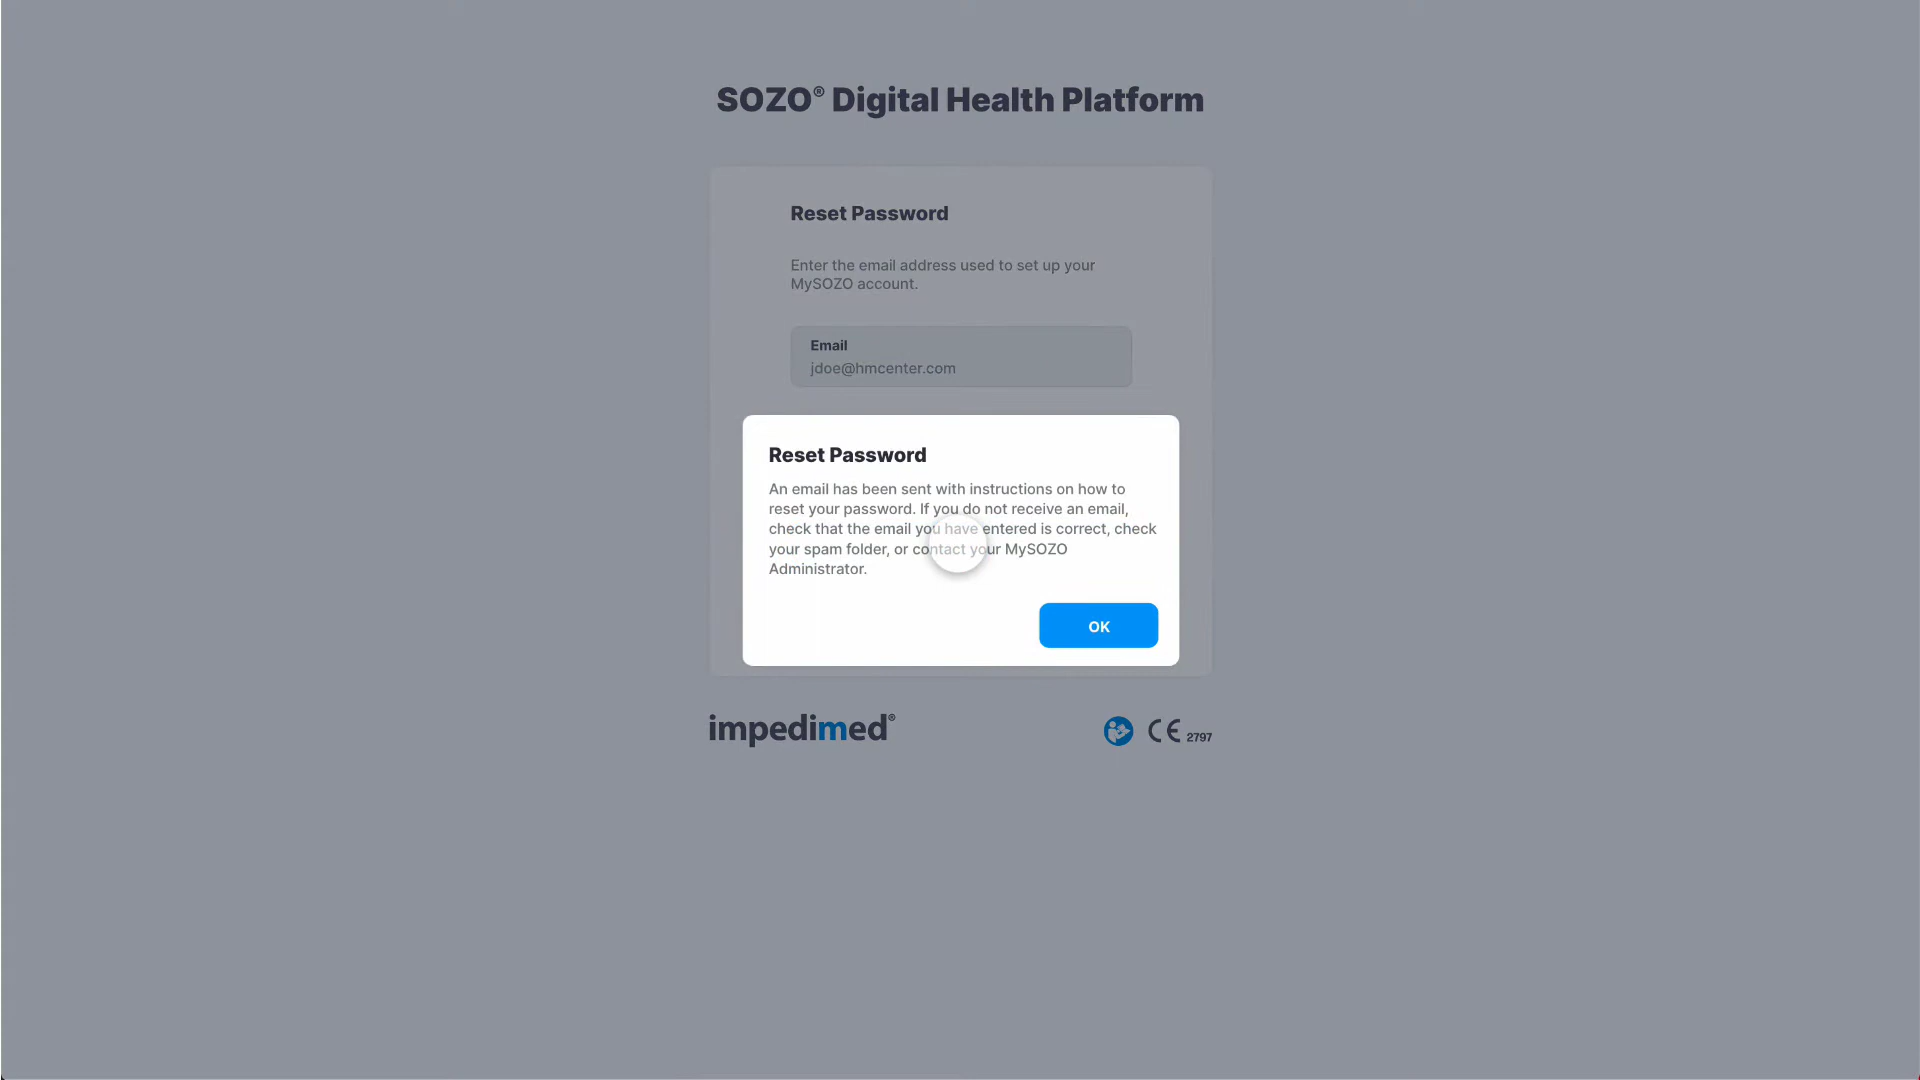 SOZO® Digital Health Platform
Reset Password
Enter the email address used to set up your
MySOZO account.
Email
jdoe@hmcenter.com
Reset Password
An email has been sent with instructions on how to
reset your password. If you do not receive an email,
check that the email you have entered is correct, check
your spam folder, or contact your MySOZO
Administrator.
OK
impedimed®
CE 2797